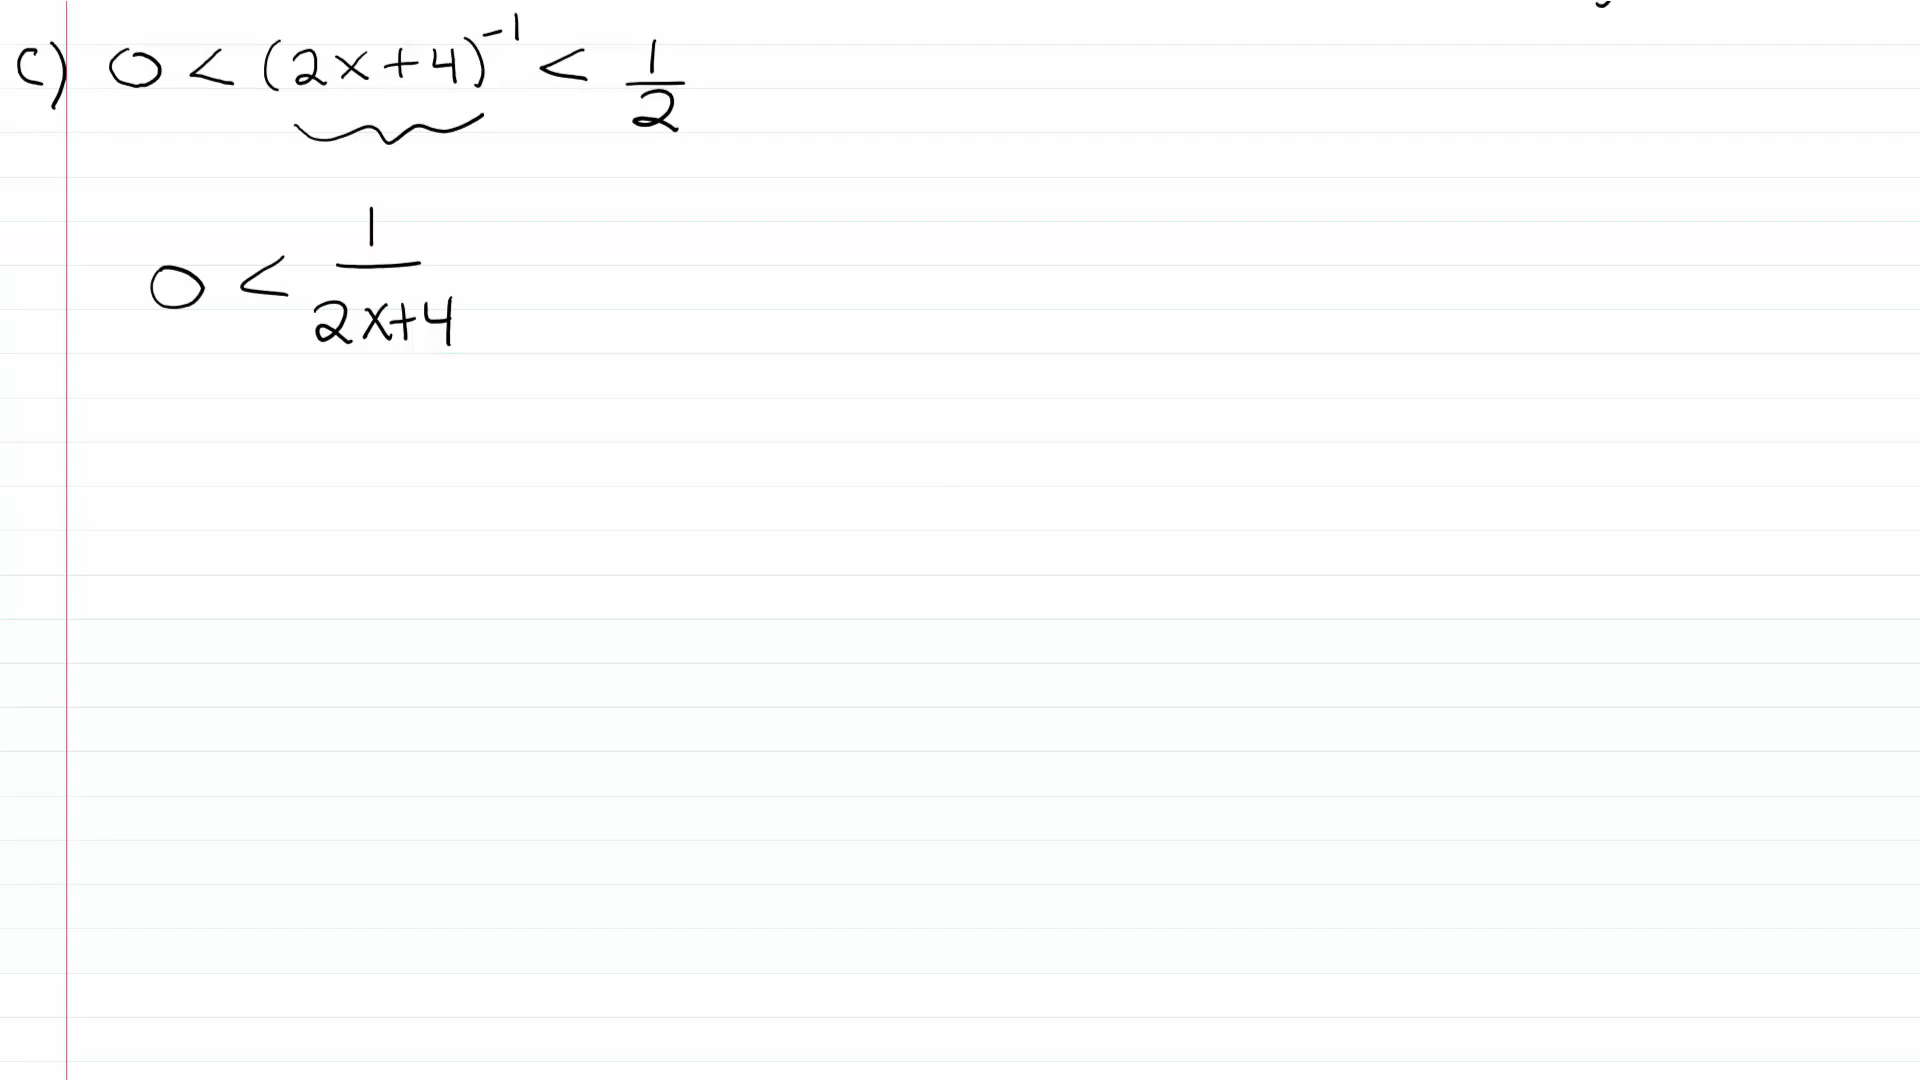 c) 0 < (2x+4)⁻¹ < 1/2
0 < 1/(2x+4)